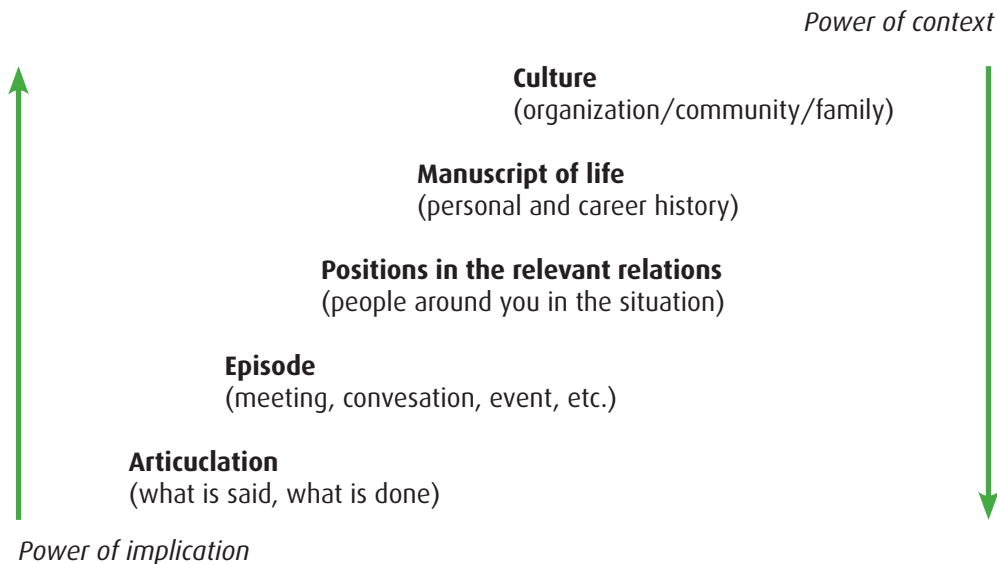 Power of context
Culture
(organization/community/family)
Manuscript of life
(personal and career history)
Positions in the relevant relations
(people around you in the situation)
Episode
(meeting, convesation, event, etc.)
Articuclation
(what is said, what is done)
Power of implication